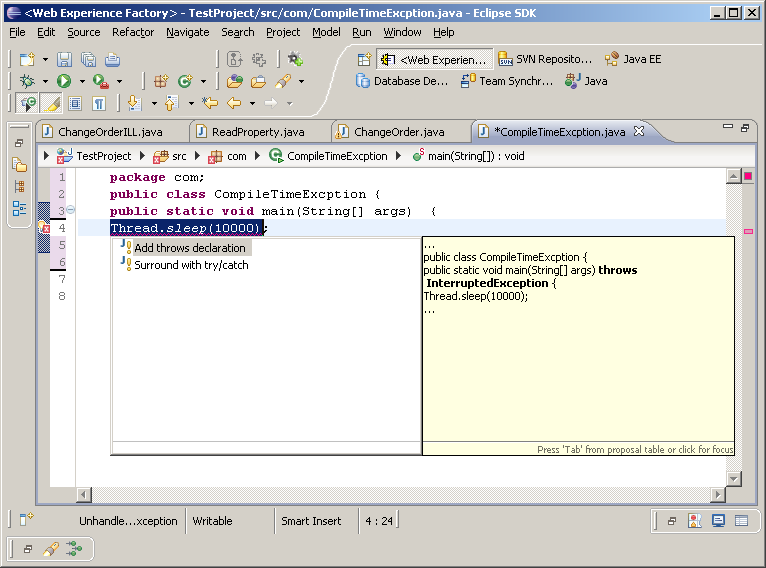 <Web Experience Factory> - TestProject/src/com/CompileTimeExcption.java - Eclipse SDK
File Edit Source Refactor Navigate Search Project Model Run Window Help
<Web Experien... SVN Reposito... Java EE
Database De... Team Synchr... Java
ChangeOrderILL.java ReadProperty.java ChangeOrder.java *CompileTimeExcption.java
TestProject src com CompileTimeExcption main(String[]) : void
1 package com;
2 public class CompileTimeExcption {
3 public static void main(String[] args) {
4 Thread.sleep(10000);
5
6
7
8
Add throws declaration
Surround with try/catch
...
public class CompileTimeExcption {
public static void main(String[] args) throws
InterruptedException {
Thread.sleep(10000);
...
Press 'Tab' from proposal table or click for focus
Unhandle...xception Writable Smart Insert 4 : 24